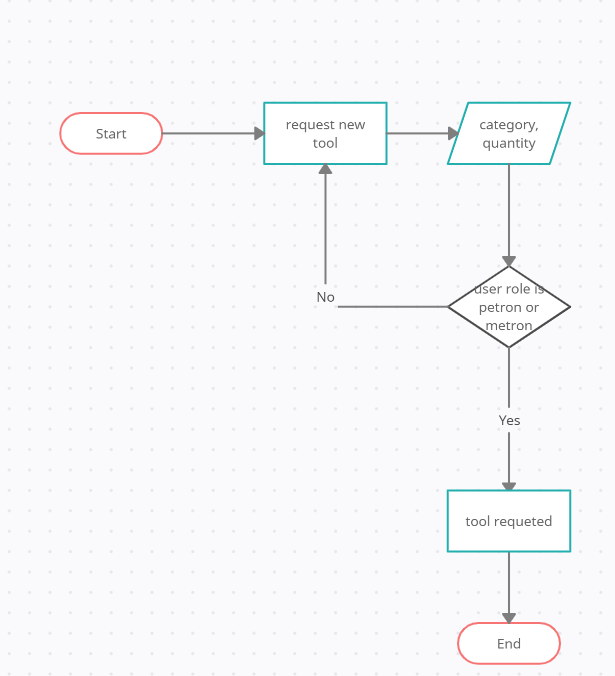 Start
request new
tool
category,
quantity
user role is
petron or
metron
No
Yes
tool requeted
End